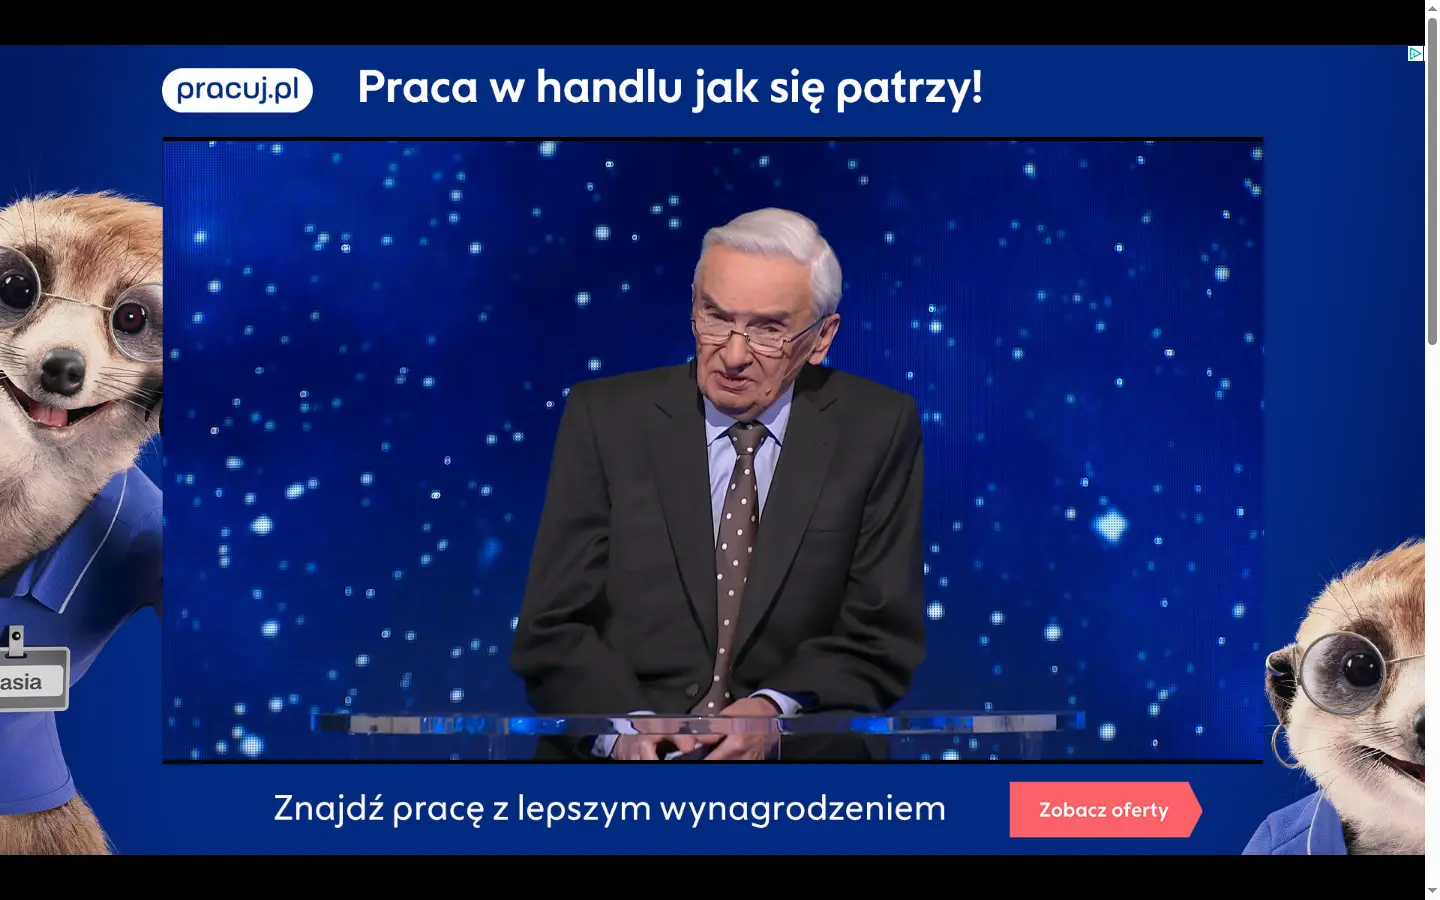 pracuj.pl
Praca w handlu jak się patrzy!
asia
Znajdź pracę z lepszym wynagrodzeniem
Zobacz oferty